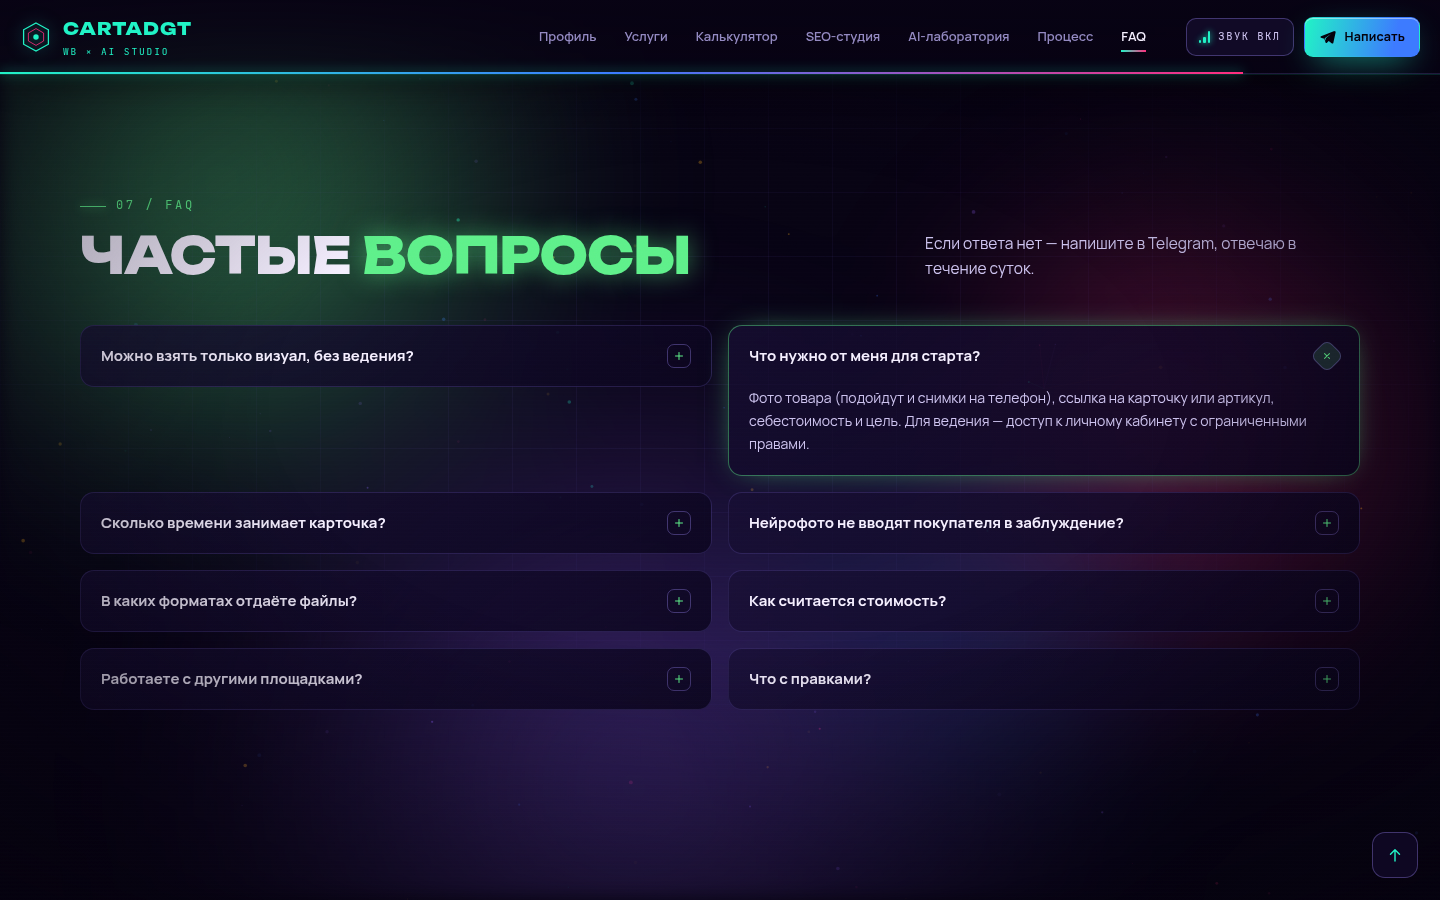 CARTADGT
WB × AI STUDIO
Профиль
Услуги
Калькулятор
SEO-студия
AI-лаборатория
Процесс
FAQ
ЗВУК ВКЛ
Написать
07 / FAQ
ЧАСТЫЕ ВОПРОСЫ
Если ответа нет — напишите в Telegram, отвечаю в
течение суток.
Можно взять только визуал, без ведения?
Что нужно от меня для старта?
Фото товара (подойдут и снимки на телефон), ссылка на карточку или артикул,
себестоимость и цель. Для ведения — доступ к личному кабинету с ограниченными
правами.
Сколько времени занимает карточка?
Нейрофото не вводят покупателя в заблуждение?
В каких форматах отдаёте файлы?
Как считается стоимость?
Работаете с другими площадками?
Что с правками?